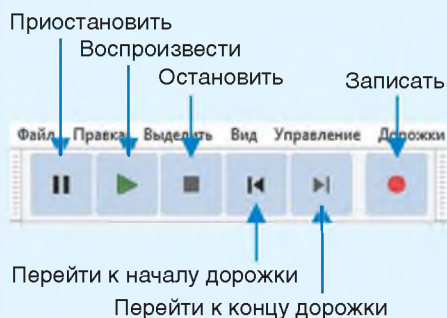 Приостановить
Воспроизвести
Остановить
Записать
Файл Правка Выделить Вид Управление Дорожки
Перейти к началу дорожки
Перейти к концу дорожки